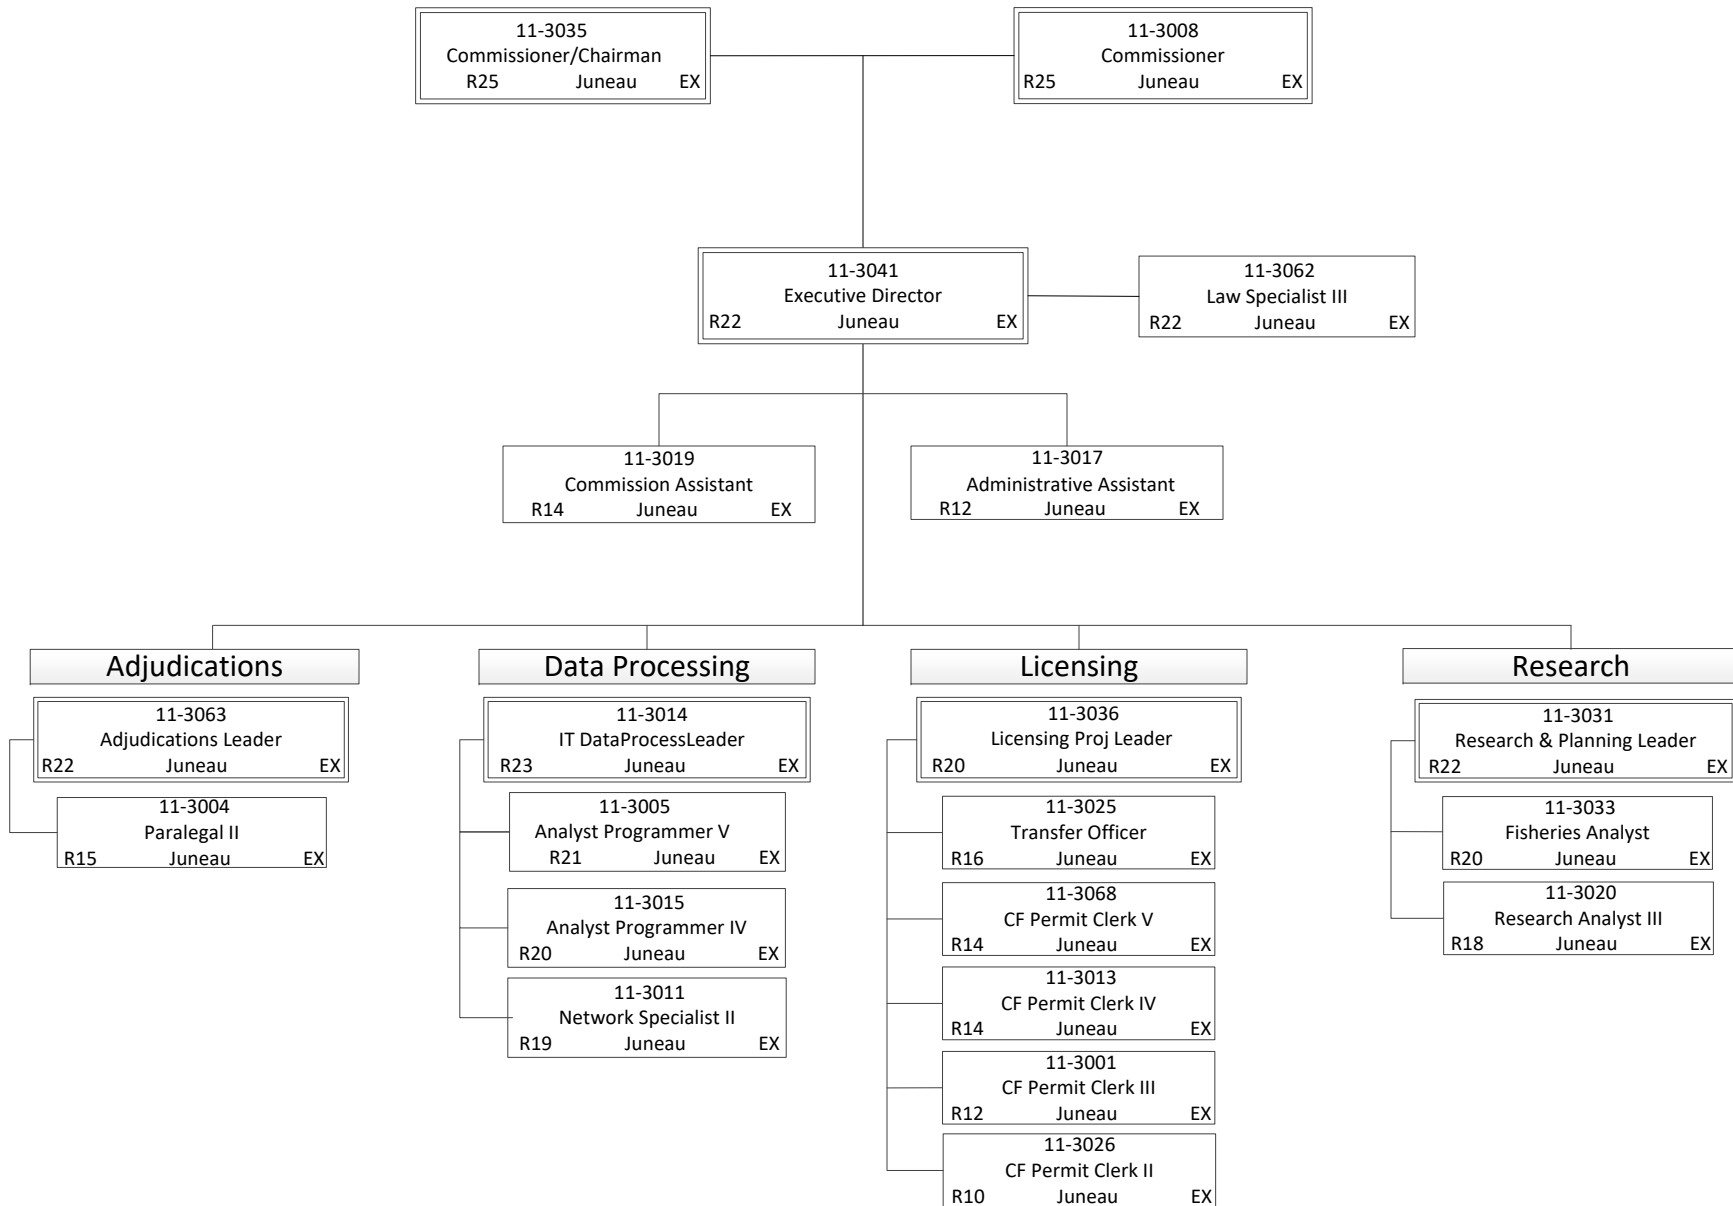 11-3035
Commissioner/Chairman
R25 Juneau EX
11-3008
Commissioner
R25 Juneau EX
11-3041
Executive Director
R22 Juneau EX
11-3062
Law Specialist III
R22 Juneau EX
11-3019
Commission Assistant
R14 Juneau EX
11-3017
Administrative Assistant
R12 Juneau EX
Adjudications
11-3063
Adjudications Leader
R22 Juneau EX
11-3004
Paralegal II
R15 Juneau EX
Data Processing
11-3014
IT DataProcessLeader
R23 Juneau EX
11-3005
Analyst Programmer V
R21 Juneau EX
11-3015
Analyst Programmer IV
R20 Juneau EX
11-3011
Network Specialist II
R19 Juneau EX
Licensing
11-3036
Licensing Proj Leader
R20 Juneau EX
11-3025
Transfer Officer
R16 Juneau EX
11-3068
CF Permit Clerk V
R14 Juneau EX
11-3013
CF Permit Clerk IV
R14 Juneau EX
11-3001
CF Permit Clerk III
R12 Juneau EX
11-3026
CF Permit Clerk II
R10 Juneau EX
Research
11-3031
Research & Planning Leader
R22 Juneau EX
11-3033
Fisheries Analyst
R20 Juneau EX
11-3020
Research Analyst III
R18 Juneau EX